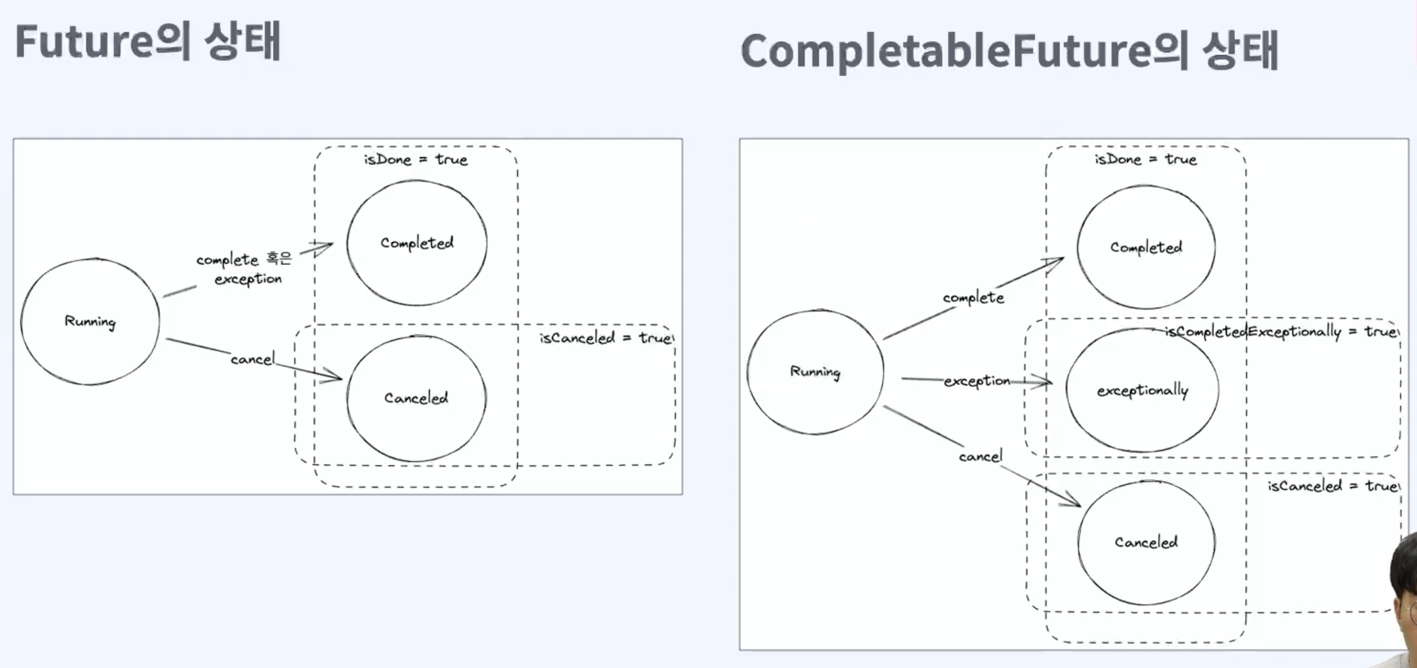 Future의 상태
isDone = true
Completed
complete 혹은
exception
Running
isCanceled = true
cancel
Canceled
CompletableFuture의 상태
isDone = true
Completed
complete
isCompletedExceptionally = true
Running
exception
exceptionally
cancel
isCanceled = true
Canceled